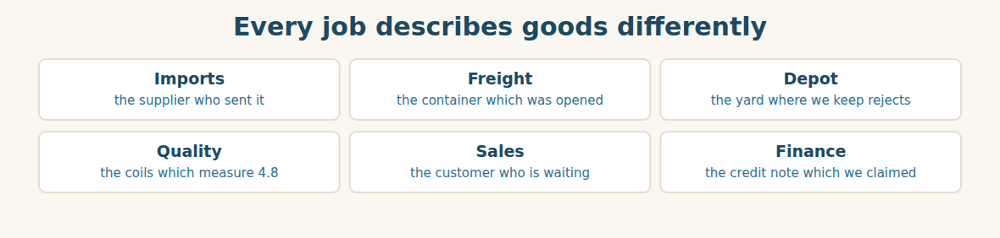 Every job describes goods differently
Imports
the supplier who sent it
Freight
the container which was opened
Depot
the yard where we keep rejects
Quality
the coils which measure 4.8
Sales
the customer who is waiting
Finance
the credit note which we claimed